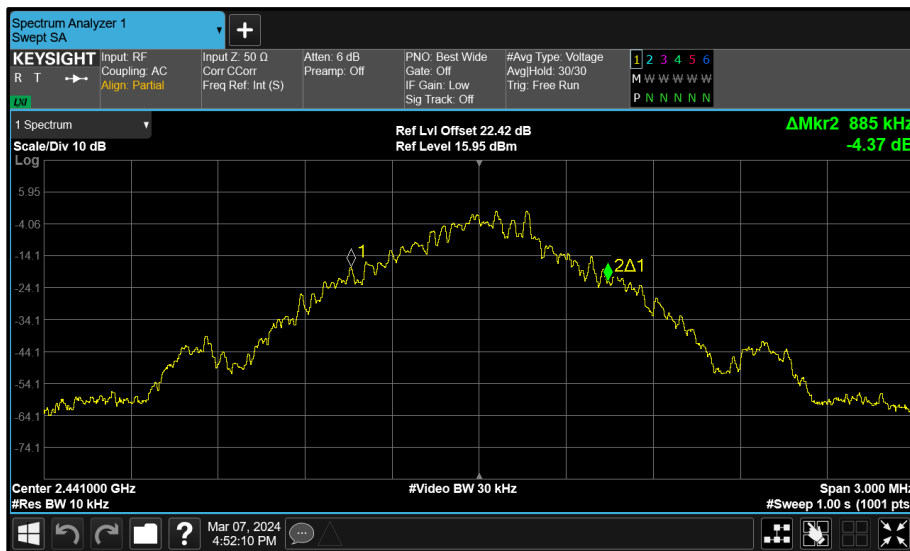 Spectrum Analyzer 1
Swept SA
KEYSIGHT
R T
LXI
Input: RF
Coupling: AC
Align: Partial
Input Z: 50 Ω
Corr CCorr
Freq Ref: Int (S)
Atten: 6 dB
Preamp: Off
PNO: Best Wide
Gate: Off
IF Gain: Low
Sig Track: Off
#Avg Type: Voltage
Avg|Hold: 30/30
Trig: Free Run
1 2 3 4 5 6
M W W W W W
P N N N N N
1 Spectrum
Scale/Div 10 dB
Log
Ref Lvl Offset 22.42 dB
Ref Level 15.95 dBm
ΔMkr2 885 kHz
-4.37 dB
5.95
-4.06
-14.1
-24.1
-34.1
-44.1
-54.1
-64.1
-74.1
1
2Δ1
Center 2.441000 GHz
#Res BW 10 kHz
#Video BW 30 kHz
Span 3.000 MHz
#Sweep 1.00 s (1001 pts
?
Mar 07, 2024
4:52:10 PM